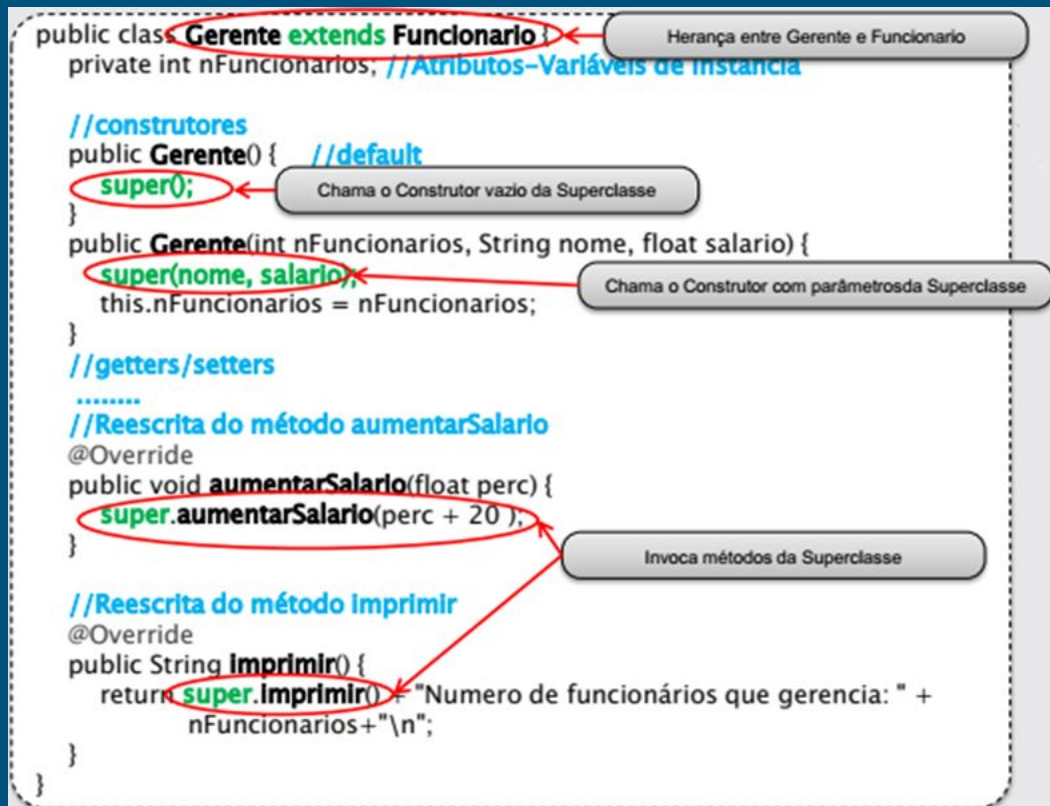 public class Gerente extends Funcionario {
Herança entre Gerente e Funcionario
private int nFuncionarios; //Atributos-Variáveis de Instancia
//construtores
public Gerente() { //default
super();
Chama o Construtor vazio da Superclasse
}
public Gerente(int nFuncionarios, String nome, float salario) {
super(nome, salario);
Chama o Construtor com parâmetrosda Superclasse
this.nFuncionarios = nFuncionarios;
}
//getters/setters
........
//Reescrita do método aumentarSalario
@Override
public void aumentarSalario(float perc) {
super.aumentarSalario(perc + 20 );
}
Invoca métodos da Superclasse
//Reescrita do método imprimir
@Override
public String imprimir() {
return super.imprimir() + "Numero de funcionários que gerencia: " +
nFuncionarios+"\n";
}
}